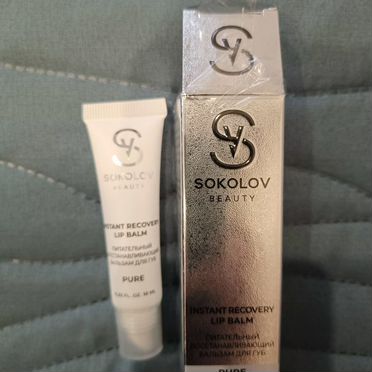 SOKOLOV
BEAUTY
INSTANT RECOVERY
LIP BALM
ПИТАТЕЛЬНЫЙ
ВОССТАНАВЛИВАЮЩИЙ
БАЛЬЗАМ ДЛЯ ГУБ
PURE
SOKOLOV
BEAUTY
INSTANT RECOVERY
LIP BALM
ПИТАТЕЛЬНЫЙ
ВОССТАНАВЛИВАЮЩИЙ
БАЛЬЗАМ ДЛЯ ГУБ
PURE